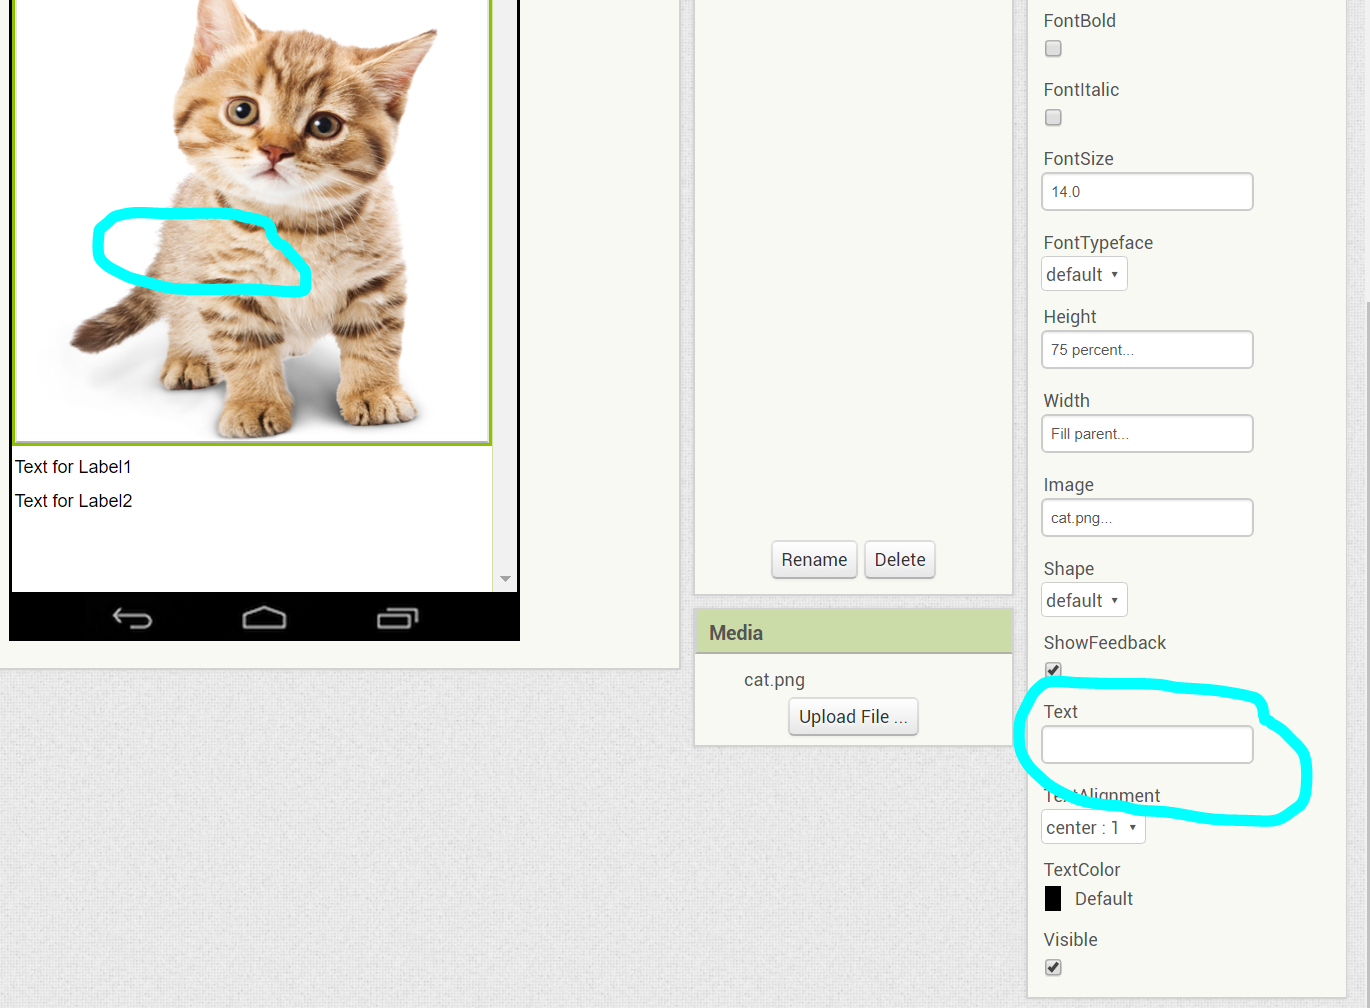 Text for Label1
Text for Label2
Rename Delete
Media
cat.png
Upload File ...
FontBold
FontItalic
FontSize
14.0
FontTypeface
default
Height
75 percent...
Width
Fill parent...
Image
cat.png...
Shape
default
ShowFeedback
Text
TextAlignment
center : 1
TextColor
Default
Visible